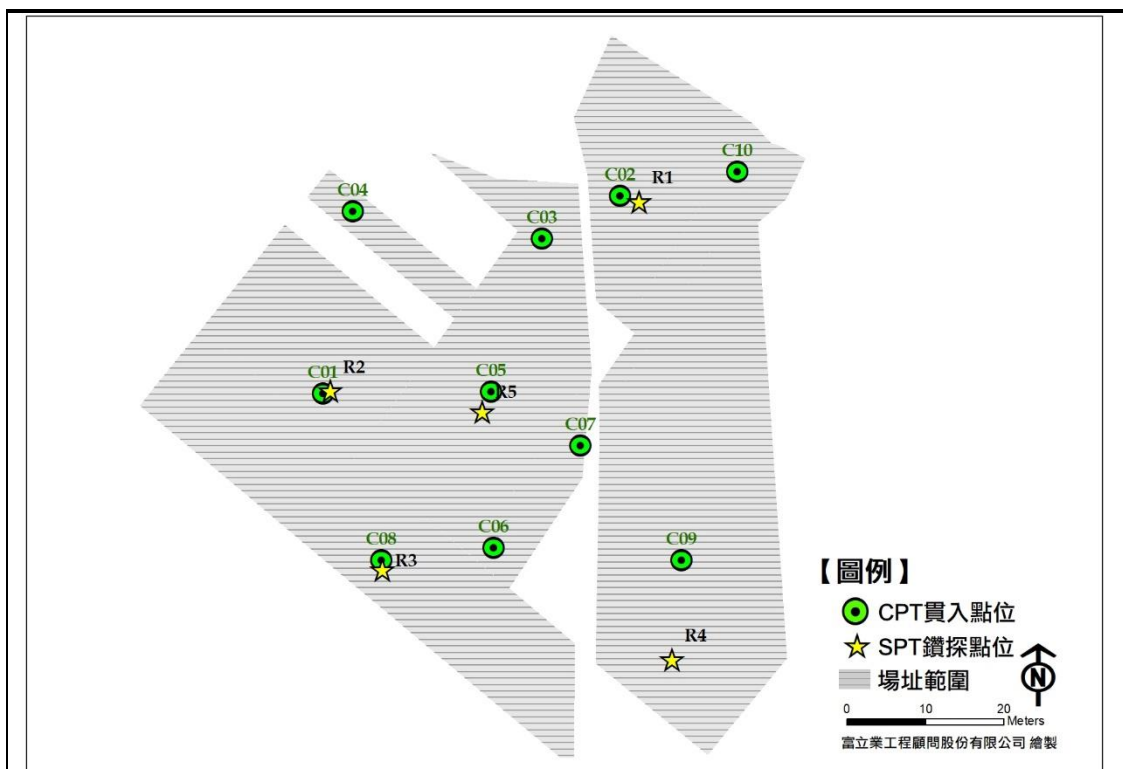 C10
C02
R1
C04
C03
C01
R2
C05
R5
C07
C06
C08
R3
C09
R4
【圖例】
CPT貫入點位
SPT鑽探點位
場址範圍
N
0 10 20
Meters
富立業工程顧問股份有限公司 繪製